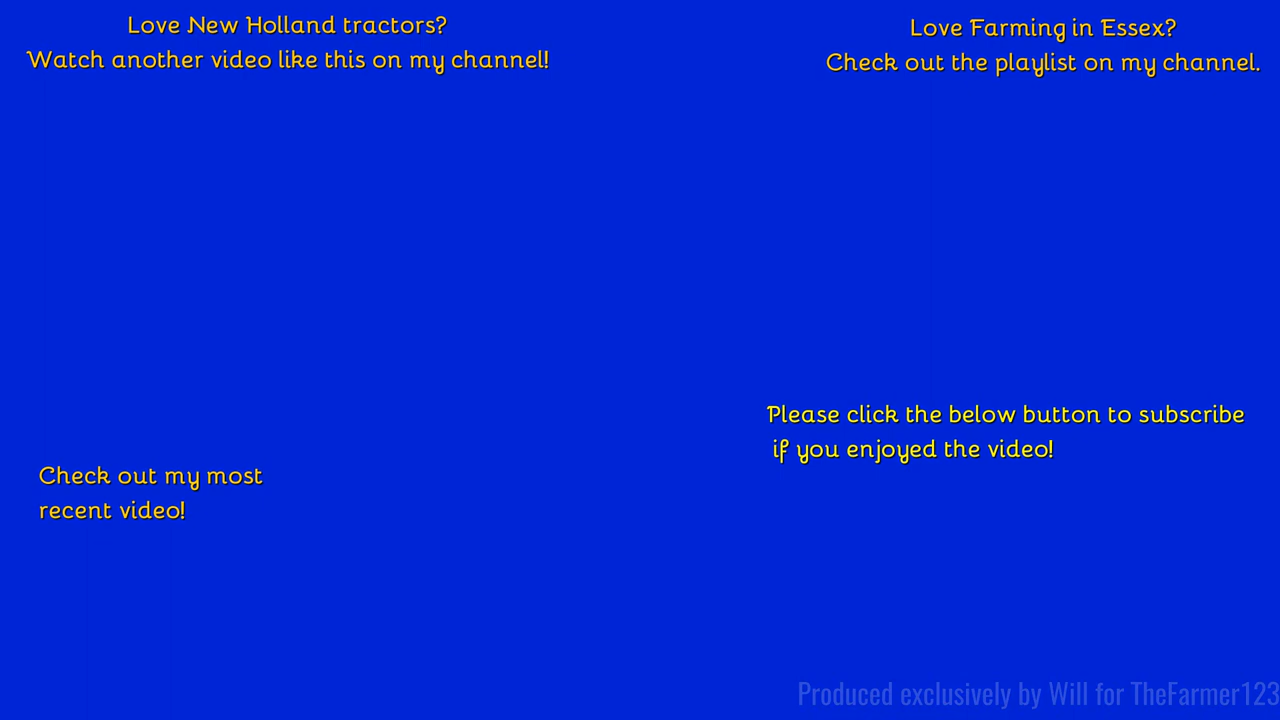 Love New Holland tractors?
Watch another video like this on my channel!
Love Farming in Essex?
Check out the playlist on my channel.
Please click the below button to subscribe
if you enjoyed the video!
Check out my most
recent video!
Produced exclusively by Will for TheFarmer123